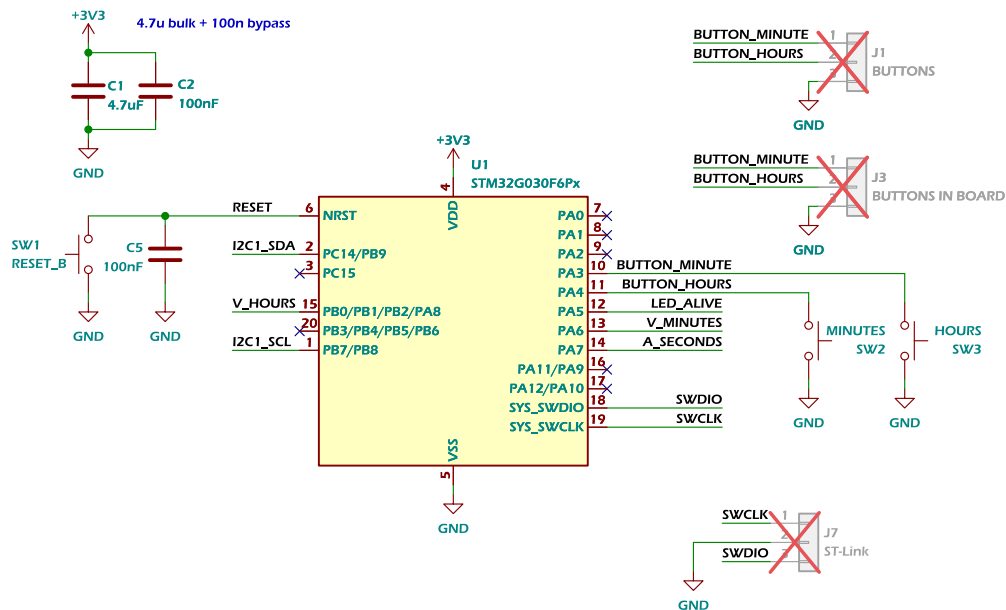 +3V3
4.7u bulk + 100n bypass
C1
4.7uF
C2
100nF
GND
BUTTON_MINUTE
BUTTON_HOURS
1
2
3
J1
BUTTONS
GND
BUTTON_MINUTE
BUTTON_HOURS
1
2
3
J3
BUTTONS IN BOARD
GND
+3V3
U1
STM32G030F6Px
4
VDD
RESET
6
NRST
SW1
RESET_B
C5
100nF
GND
GND
I2C1_SDA
2
PC14/PB9
3
PC15
V_HOURS
15
PB0/PB1/PB2/PA8
20
PB3/PB4/PB5/PB6
I2C1_SCL
1
PB7/PB8
PA0
7
PA1
8
PA2
9
PA3
10
BUTTON_MINUTE
PA4
11
BUTTON_HOURS
PA5
12
LED_ALIVE
PA6
13
V_MINUTES
PA7
14
A_SECONDS
PA11/PA9
16
PA12/PA10
17
SYS_SWDIO
18
SWDIO
SYS_SWCLK
19
SWCLK
MINUTES
SW2
GND
HOURS
SW3
GND
VSS
5
GND
SWCLK
SWDIO
1
2
3
J7
ST-Link
GND